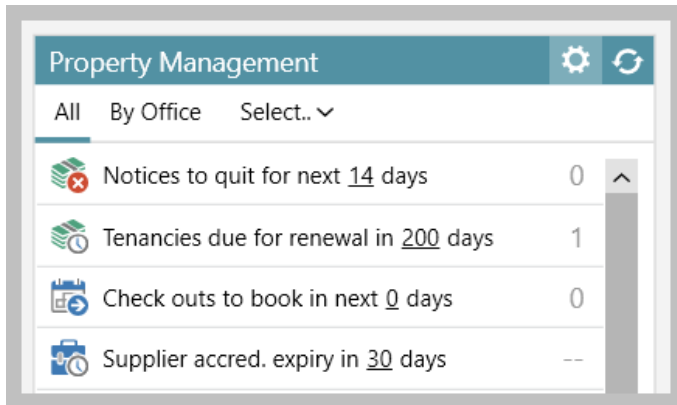 Property Management
All By Office Select..
Notices to quit for next 14 days 0
Tenancies due for renewal in 200 days 1
Check outs to book in next 0 days 0
Supplier accred. expiry in 30 days --